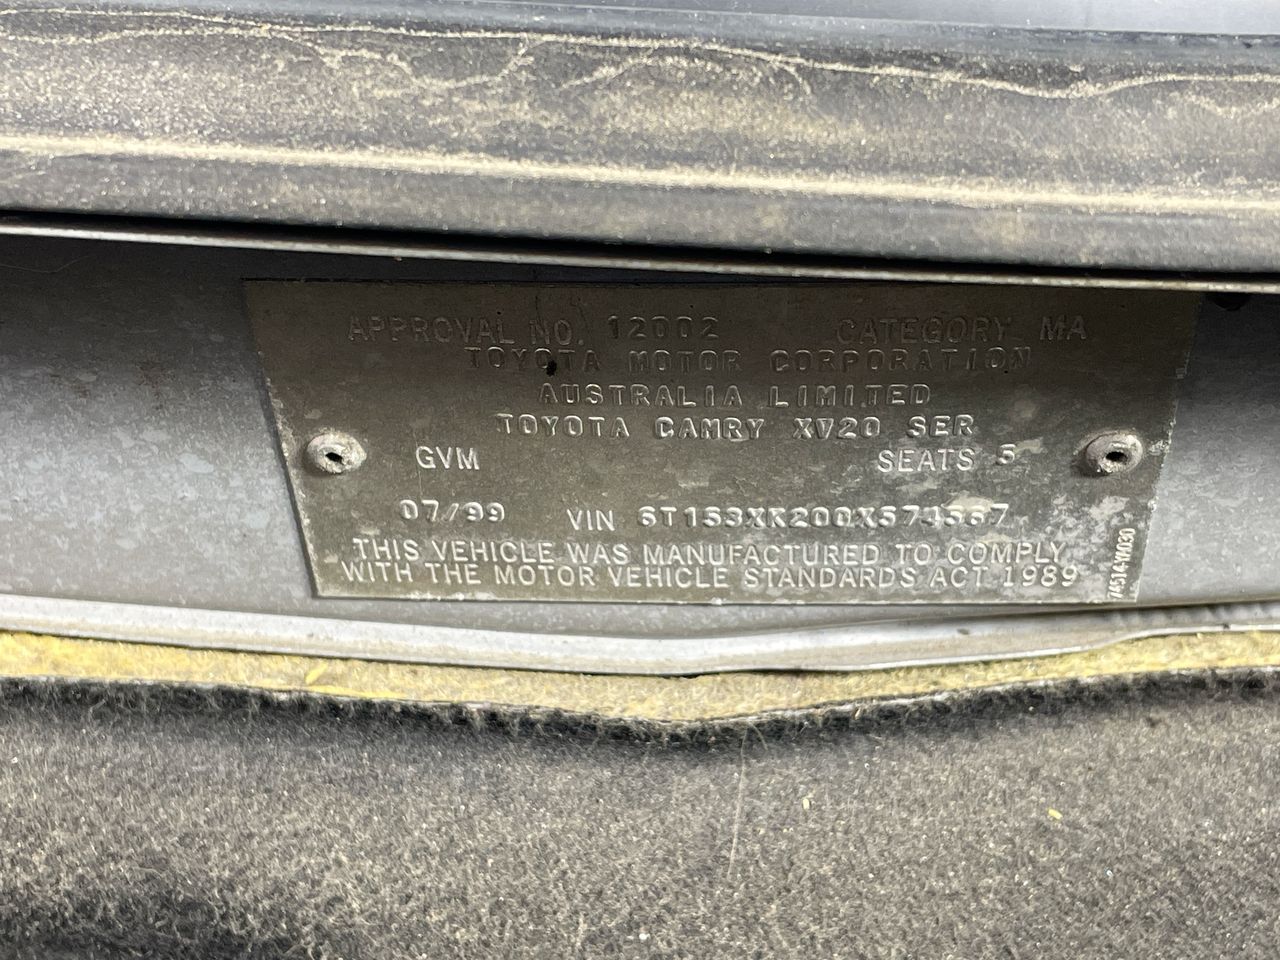 APPROVAL NO. 12002 CATEGORY MA
TOYOTA MOTOR CORPORATION
AUSTRALIA LIMITED
TOYOTA CAMRY XV20 SER
GVM SEATS 5
07/99 VIN
THIS VEHICLE WAS MANUFACTURED TO COMPLY
WITH THE MOTOR VEHICLE STANDARDS ACT 1989